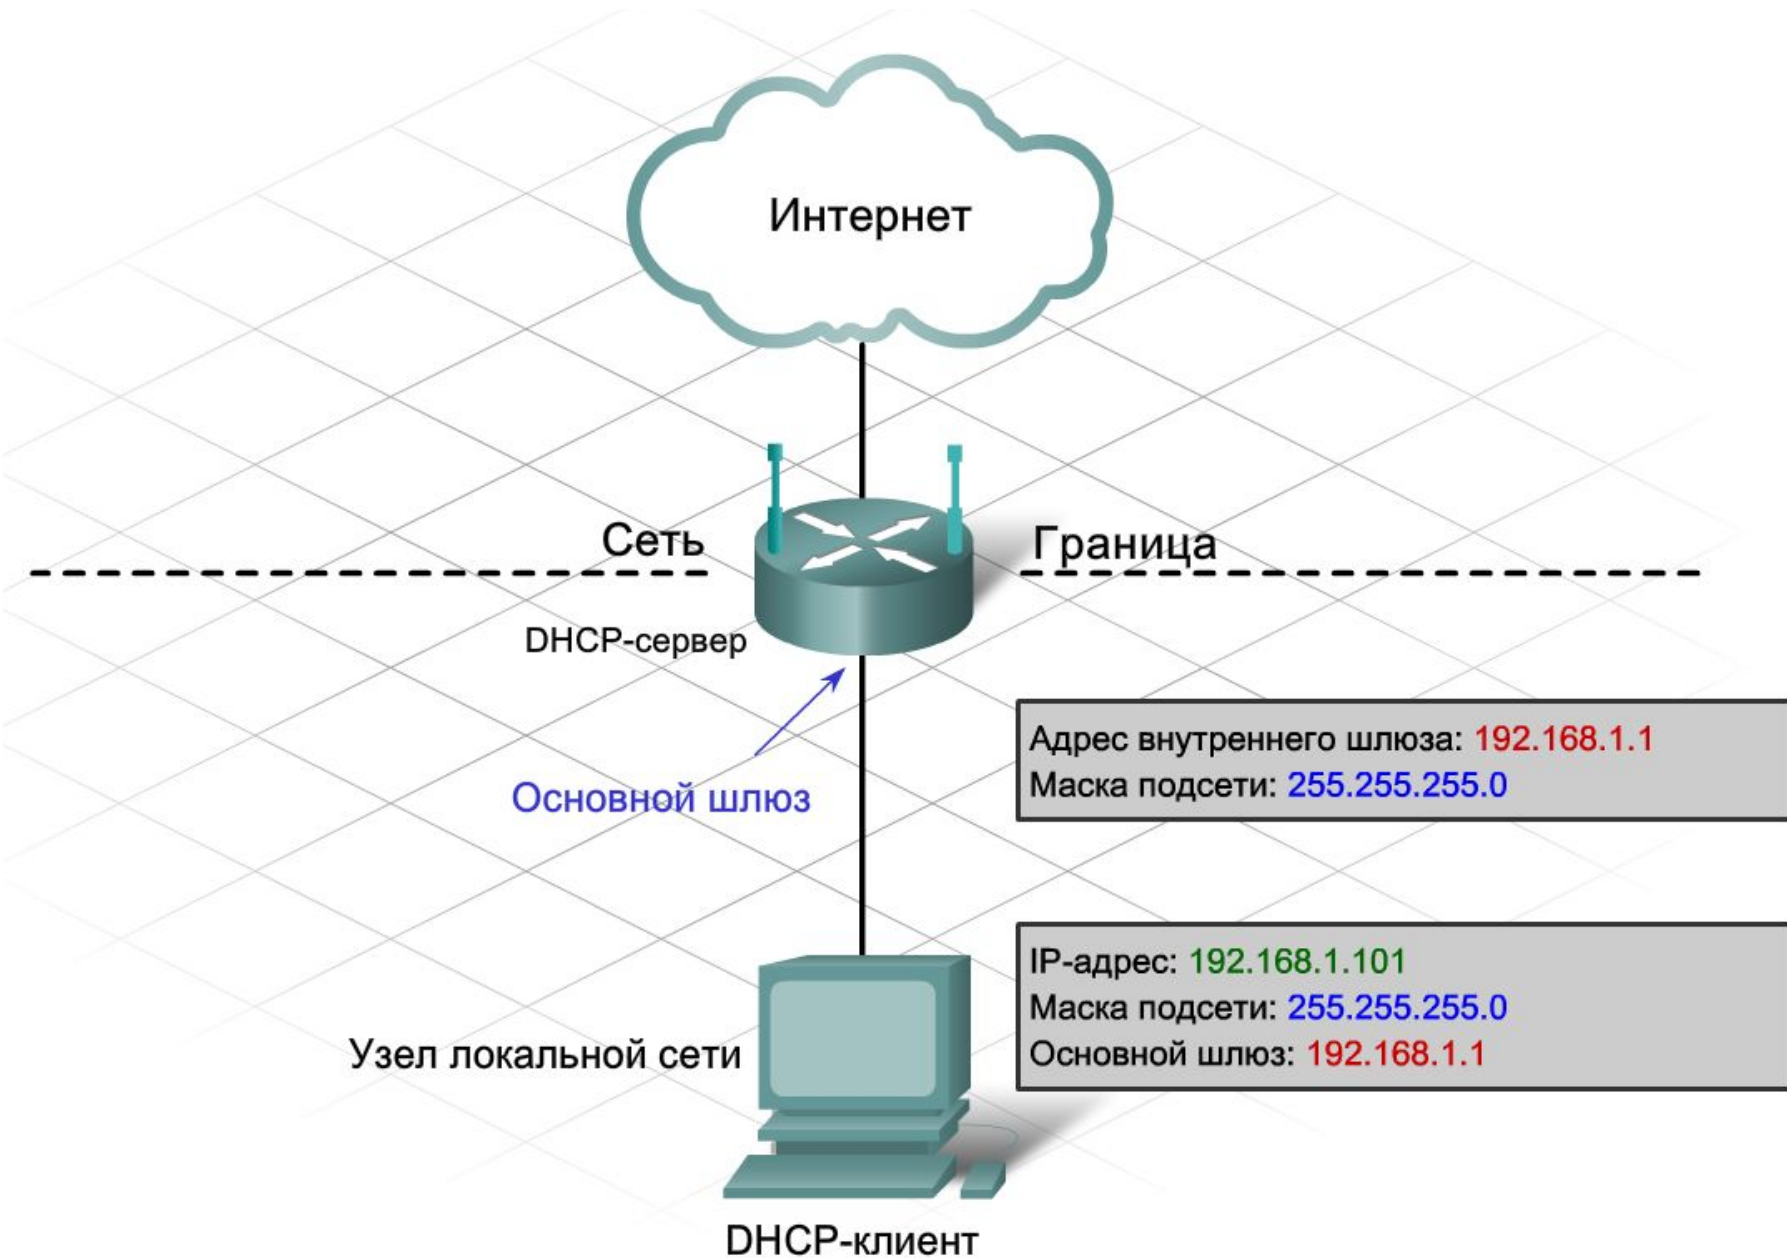 Интернет
Сеть
Граница
DHCP-сервер
Основной шлюз
Адрес внутреннего шлюза: 192.168.1.1
Маска подсети: 255.255.255.0
IP-адрес: 192.168.1.101
Маска подсети: 255.255.255.0
Основной шлюз: 192.168.1.1
Узел локальной сети
DHCP-клиент